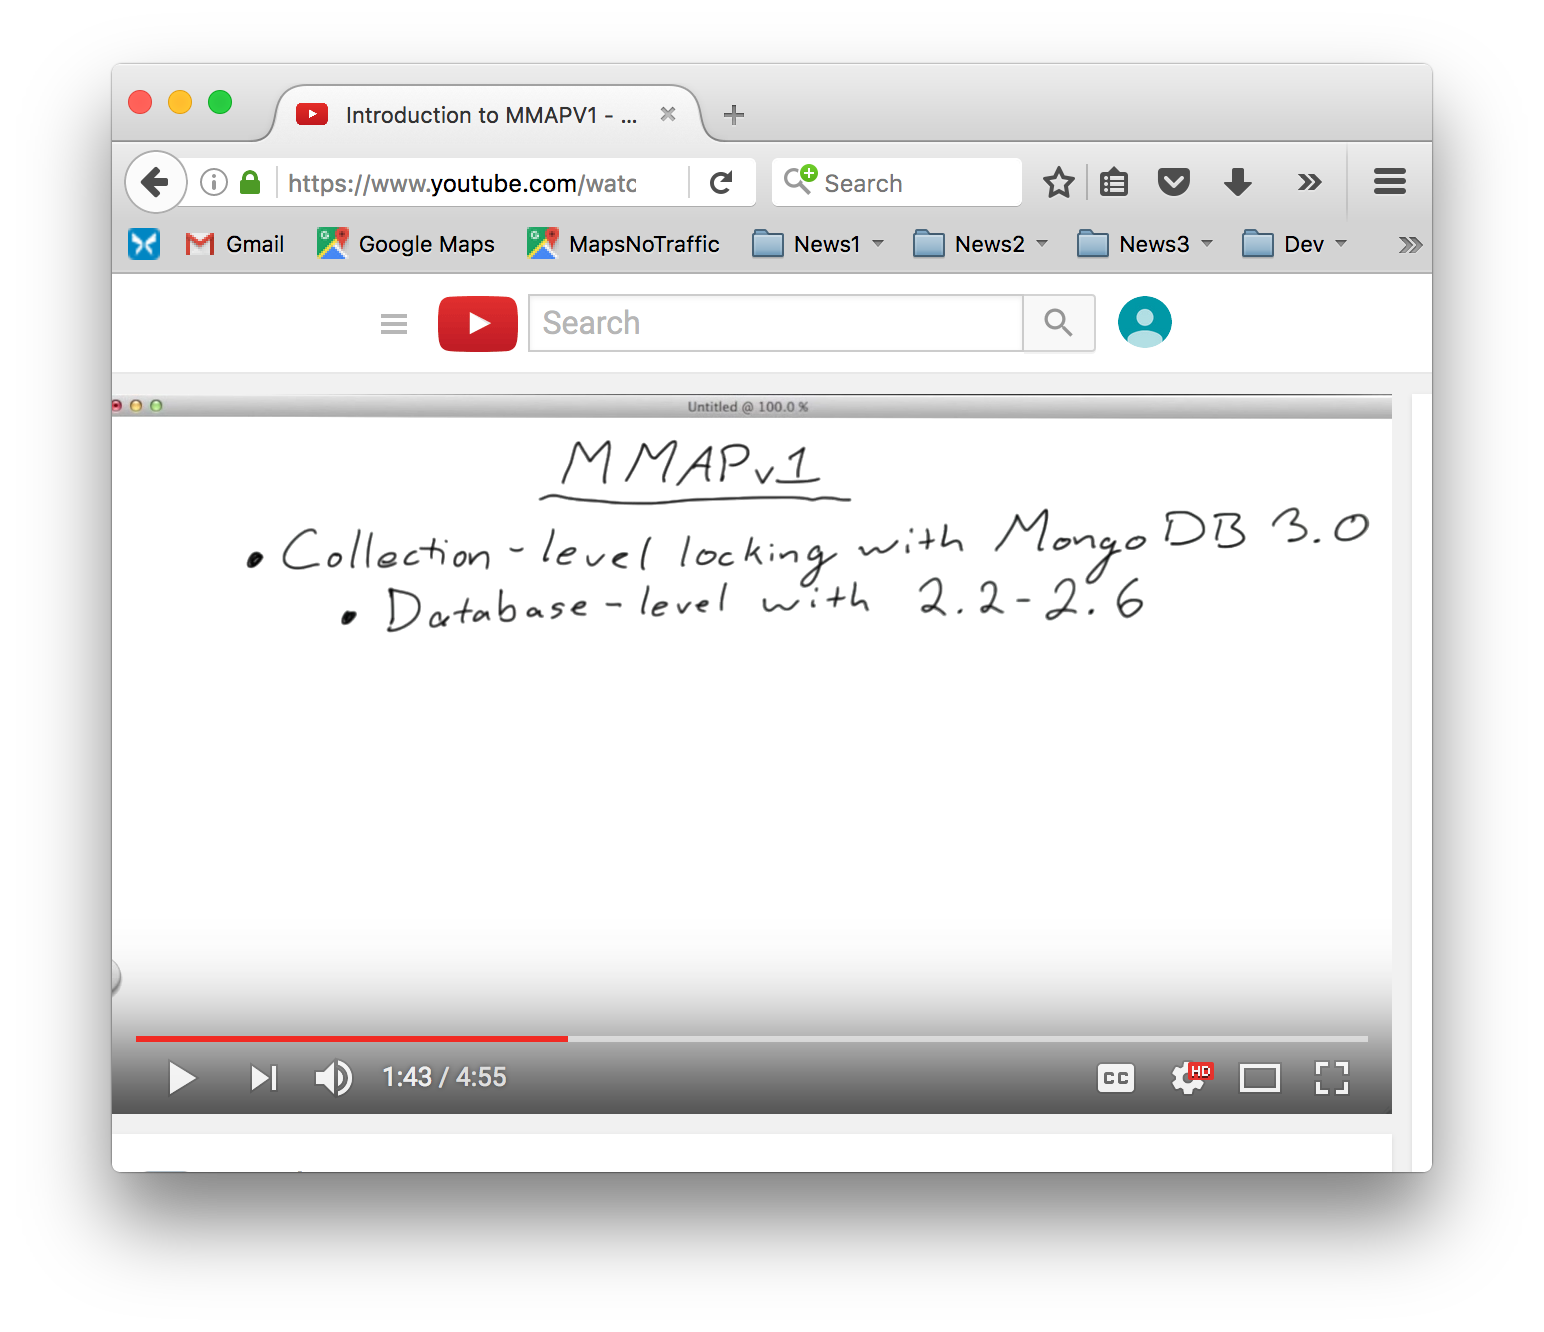 Introduction to MMAPV1 - ...
https://www.youtube.com/watc
Search
Gmail Google Maps MapsNoTraffic News1 News2 News3 Dev
Search
Untitled @ 100.0 %
MMAPv1
• Collection-level locking with MongoDB 3.0
• Database-level with 2.2-2.6
1:43 / 4:55
CC HD